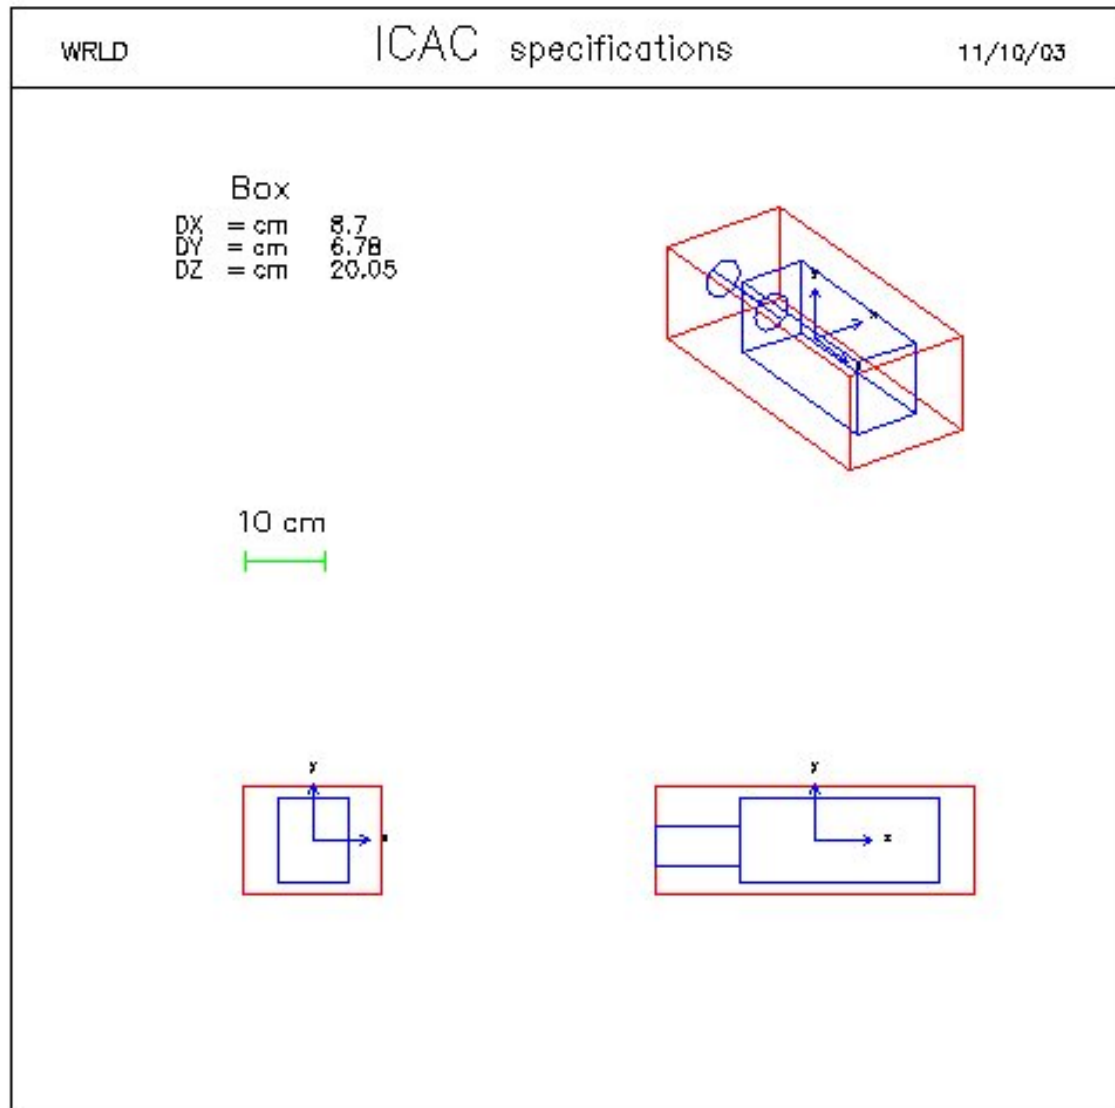 WRLD
ICAC specifications
11/10/03
Box
DX = cm 8.7
DY = cm 6.78
DZ = cm 20.05
y
x
10 cm
y
x
y
z